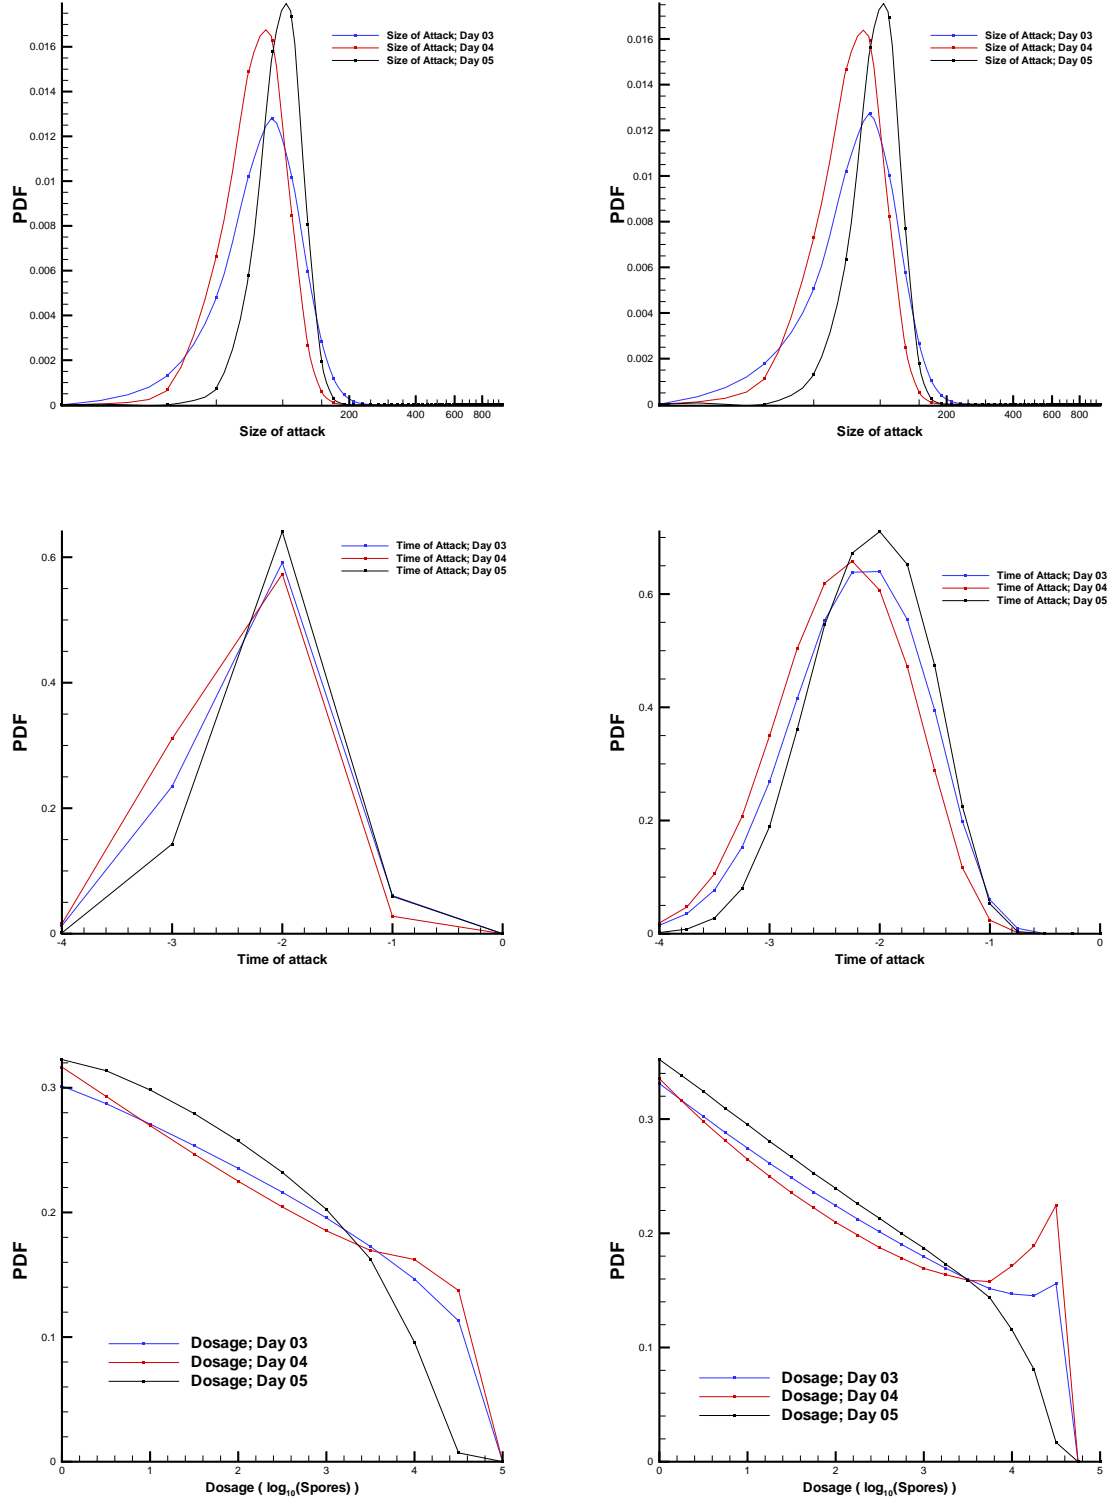 Size of Attack; Day 03
Size of Attack; Day 04
Size of Attack; Day 05
PDF
0.016
0.014
0.012
0.01
0.008
0.006
0.004
0.002
0
200 400 600 800
Size of attack
Size of Attack; Day 03
Size of Attack; Day 04
Size of Attack; Day 05
PDF
0.016
0.014
0.012
0.01
0.008
0.006
0.004
0.002
0
200 400 600 800
Size of attack
Time of Attack; Day 03
Time of Attack; Day 04
Time of Attack; Day 05
PDF
0.6
0.4
0.2
0
-4 -3 -2 -1 0
Time of attack
Time of Attack; Day 03
Time of Attack; Day 04
Time of Attack; Day 05
PDF
0.6
0.4
0.2
0
-4 -3 -2 -1 0
Time of attack
PDF
0.3
0.2
0.1
0
Dosage; Day 03
Dosage; Day 04
Dosage; Day 05
0 1 2 3 4 5
Dosage ( log10(Spores) )
PDF
0.3
0.2
0.1
0
Dosage; Day 03
Dosage; Day 04
Dosage; Day 05
0 1 2 3 4 5
Dosage ( log10(Spores) )